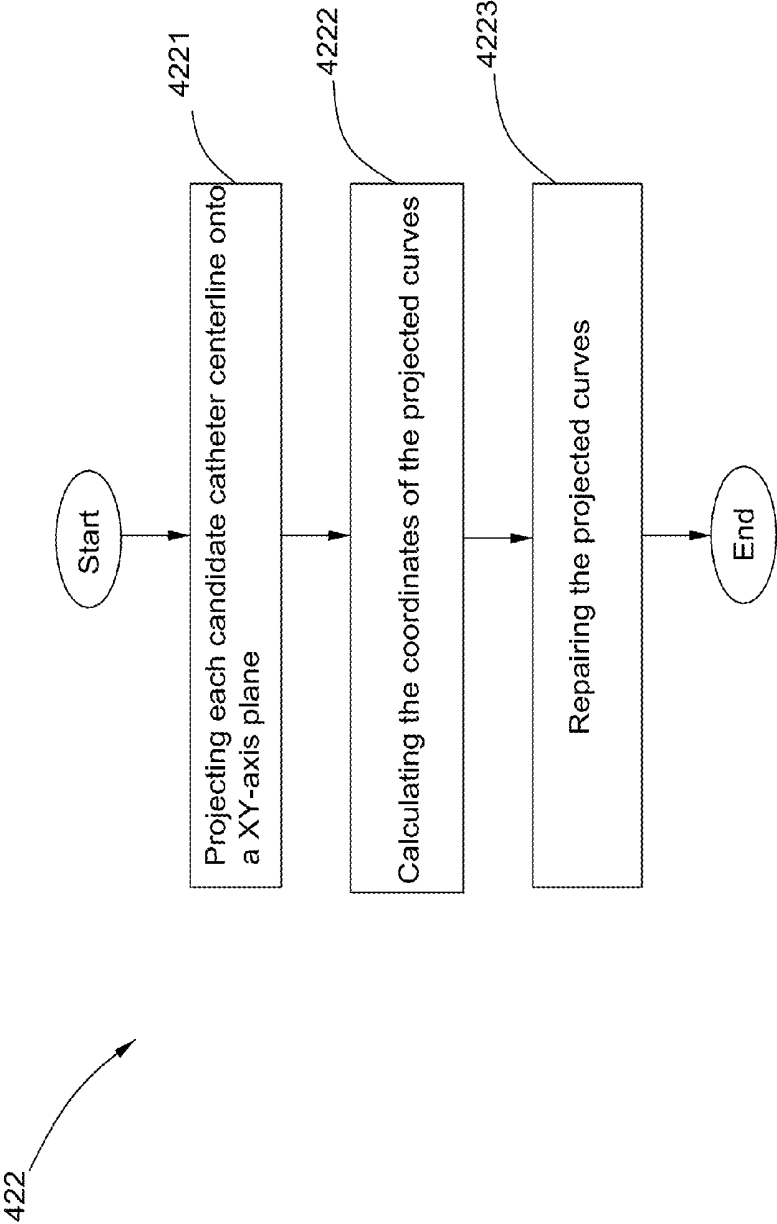 422
Start
Projecting each candidate catheter centerline onto
a XY-axis plane
4221
Calculating the coordinates of the projected curves
4222
Repairing the projected curves
4223
End